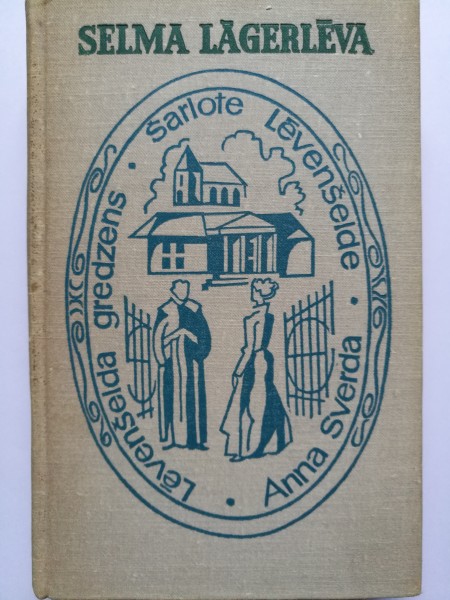 SELMA LĀGERLĒVA
Lēvenšelda gredzens • Šarlote Lēvenšelde • Anna Sverda •